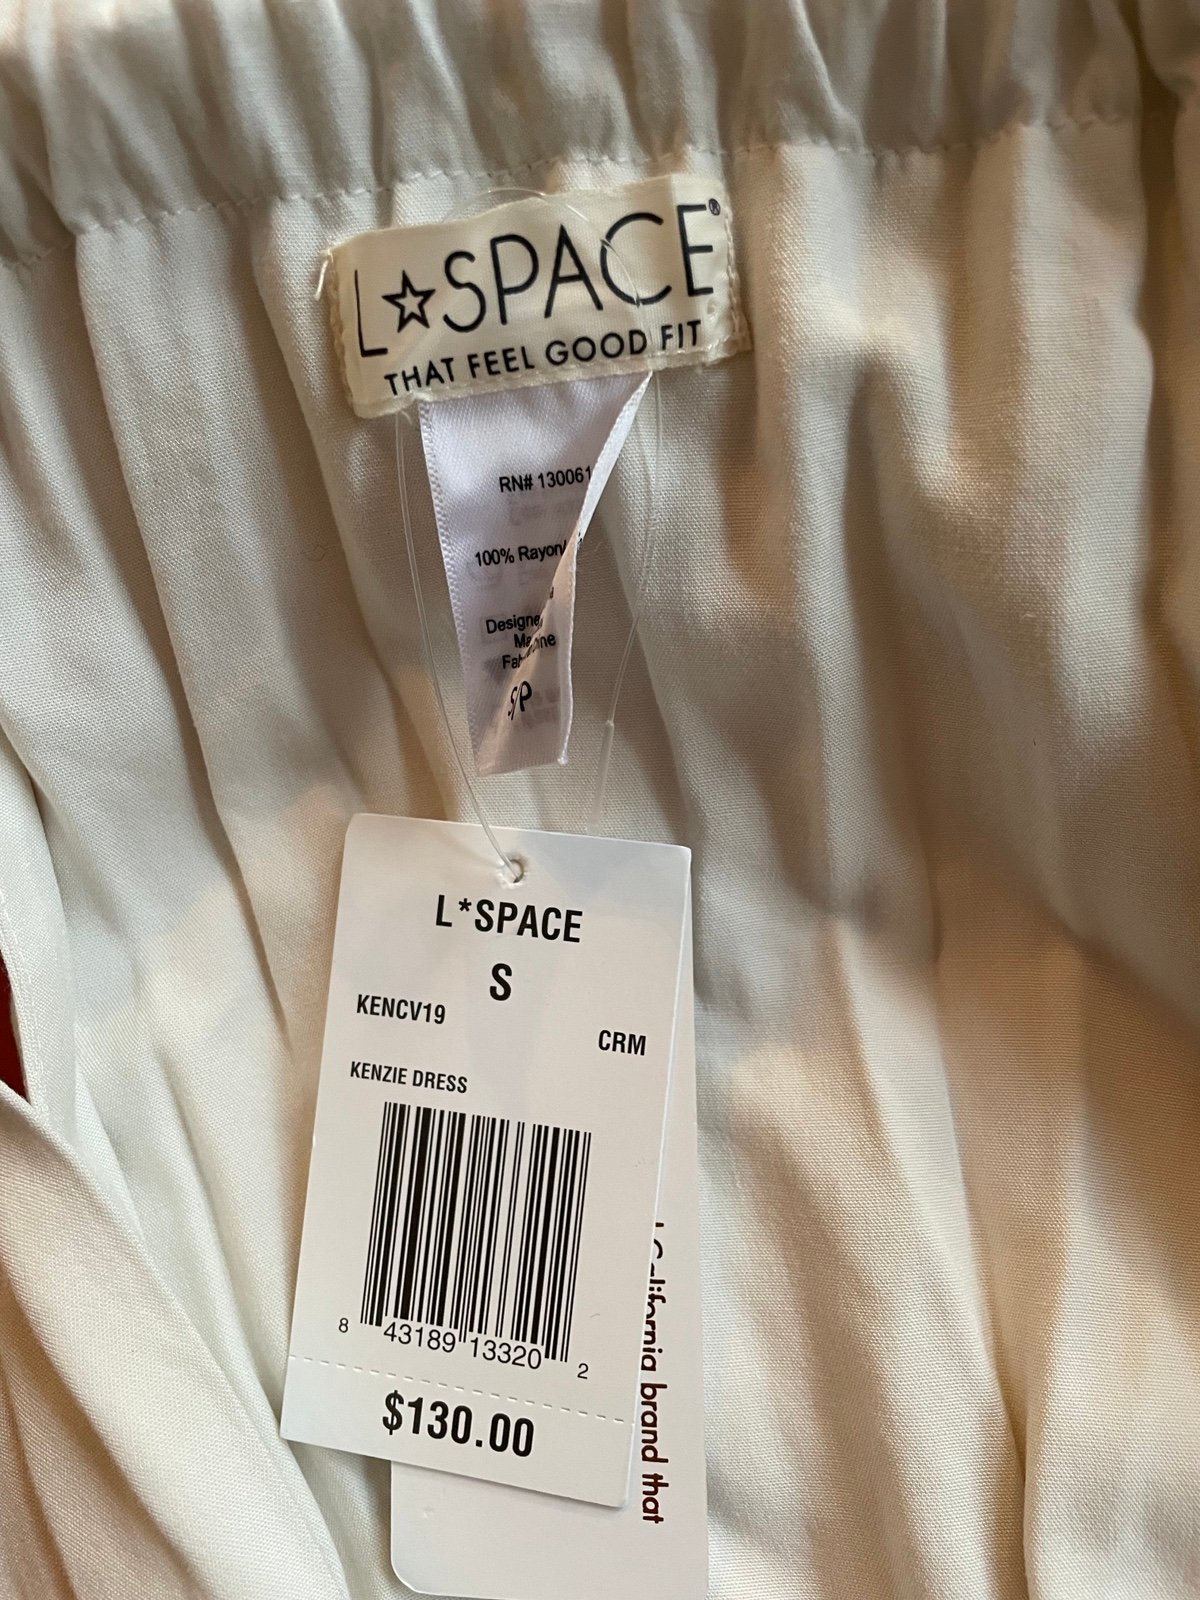 L☆SPACE®
THAT FEEL GOOD FIT
RN# 130061
100% Rayon
S/P
L*SPACE
S
KENCV19
CRM
KENZIE DRESS
8 43189 13320 2
$130.00
California brand that